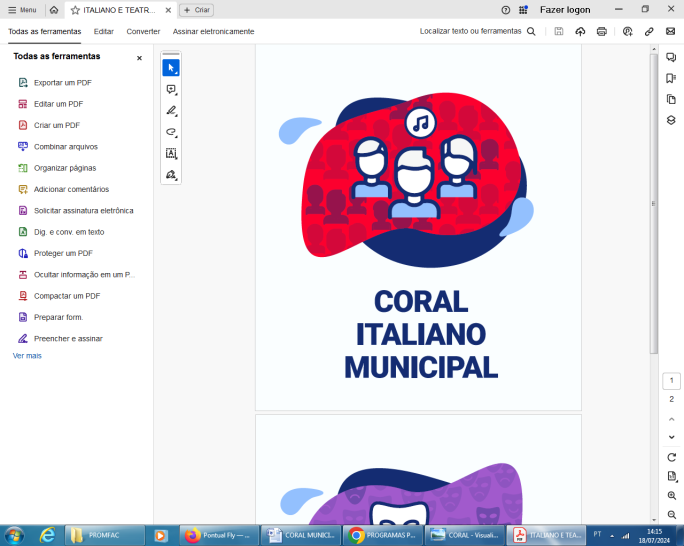 Menu
ITALIANO E TEATR...
Criar
Fazer logon
Todas as ferramentas
Editar
Converter
Assinar eletronicamente
Localizar texto ou ferramentas
Todas as ferramentas
Exportar um PDF
Editar um PDF
Criar um PDF
Combinar arquivos
Organizar páginas
Adicionar comentários
Solicitar assinatura eletrônica
Dig. e conv. em texto
Proteger um PDF
Ocultar informação em um P...
Compactar um PDF
Preparar form.
Preencher e assinar
Ver mais
CORAL
ITALIANO
MUNICIPAL
1
2
PROMFAC
Pontual Fly — ...
CORAL MUNICI...
PROGRAMAS P...
CORAL - Visuali...
ITALIANO E TEA...
PT
14:15
18/07/2024